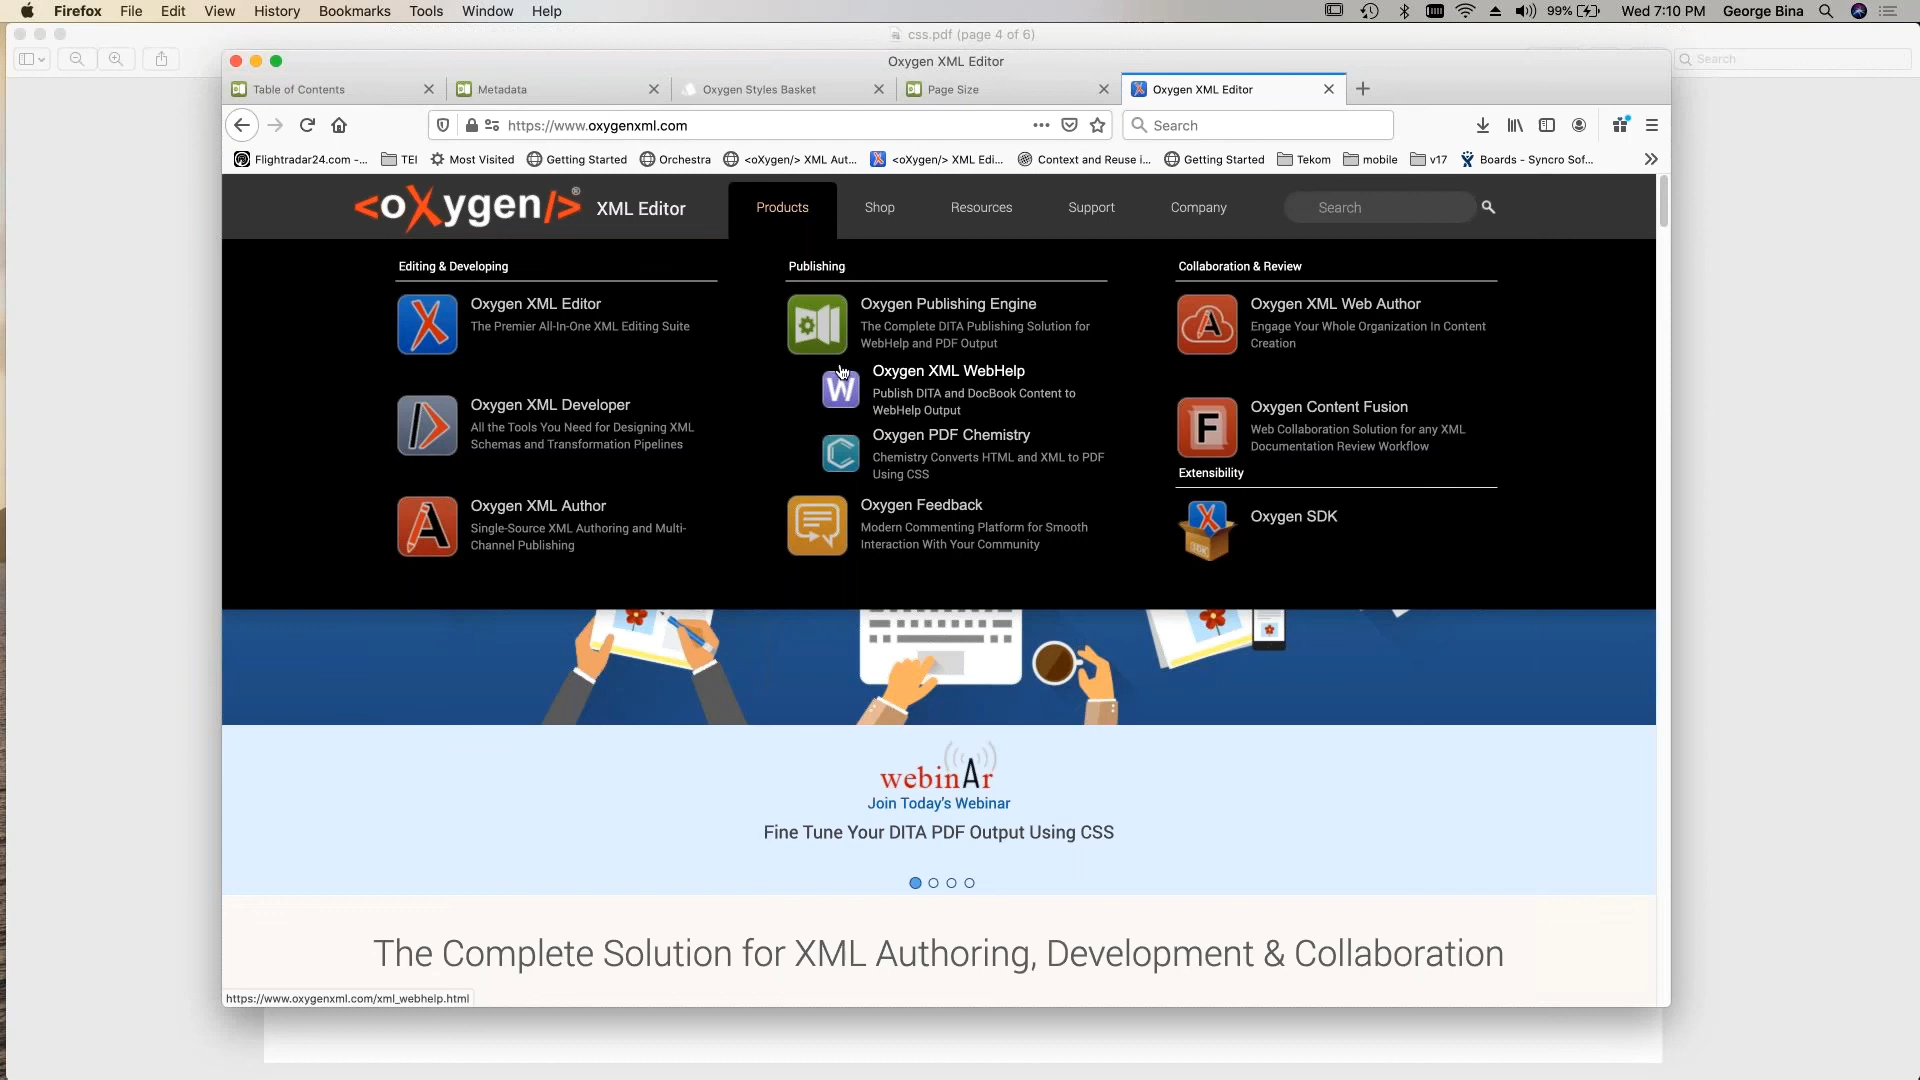 Firefox File Edit View History Bookmarks Tools Window Help 99% Wed 7:10 PM George Bina
css.pdf (page 4 of 6)
Search
Oxygen XML Editor
Table of Contents Metadata Oxygen Styles Basket Page Size Oxygen XML Editor
https://www.oxygenxml.com Search
Flightradar24.com -... TEI Most Visited Getting Started Orchestra <oXygen/> XML Aut... <oXygen/> XML Edi... Context and Reuse i... Getting Started Tekom mobile v17 Boards - Syncro Sof...
<oXygen/>® XML Editor Products Shop Resources Support Company Search
Editing & Developing
Oxygen XML Editor
The Premier All-In-One XML Editing Suite
Oxygen XML Developer
All the Tools You Need for Designing XML
Schemas and Transformation Pipelines
Oxygen XML Author
Single-Source XML Authoring and Multi-
Channel Publishing
Publishing
Oxygen Publishing Engine
The Complete DITA Publishing Solution for
WebHelp and PDF Output
W
Oxygen XML WebHelp
Publish DITA and DocBook Content to
WebHelp Output
Oxygen PDF Chemistry
Chemistry Converts HTML and XML to PDF
Using CSS
Oxygen Feedback
Modern Commenting Platform for Smooth
Interaction With Your Community
Collaboration & Review
Oxygen XML Web Author
Engage Your Whole Organization In Content
Creation
F
Oxygen Content Fusion
Web Collaboration Solution for any XML
Documentation Review Workflow
Extensibility
SDK
Oxygen SDK
webinAr
Join Today's Webinar
Fine Tune Your DITA PDF Output Using CSS
The Complete Solution for XML Authoring, Development & Collaboration
https://www.oxygenxml.com/xml_webhelp.html